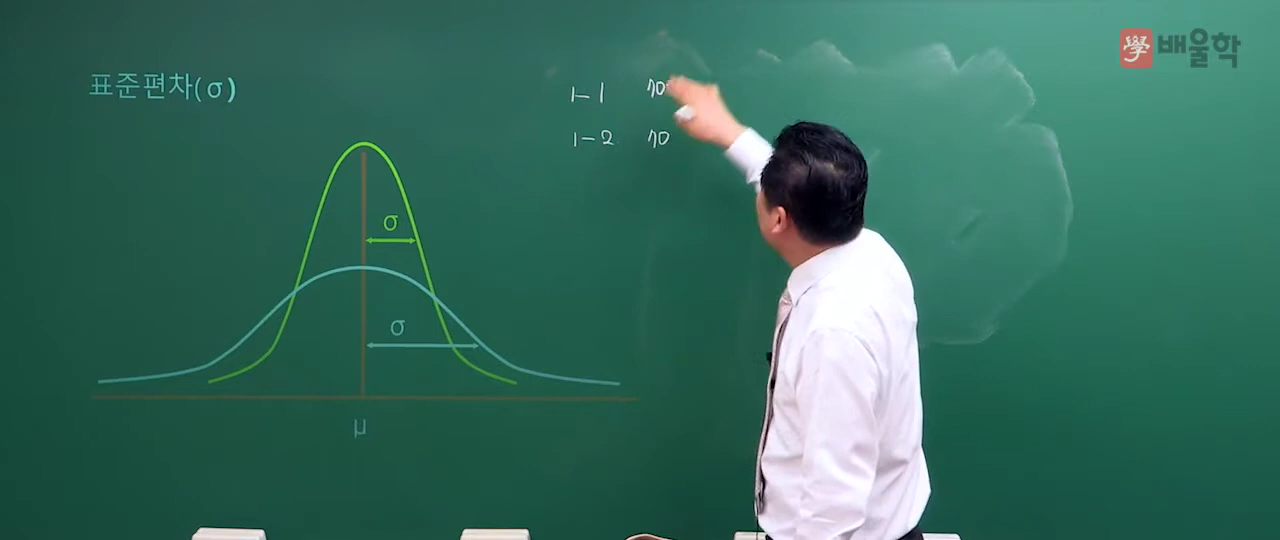 學 배울학
표준편차(σ)
1-1 70
1-2 70
σ
σ
μ